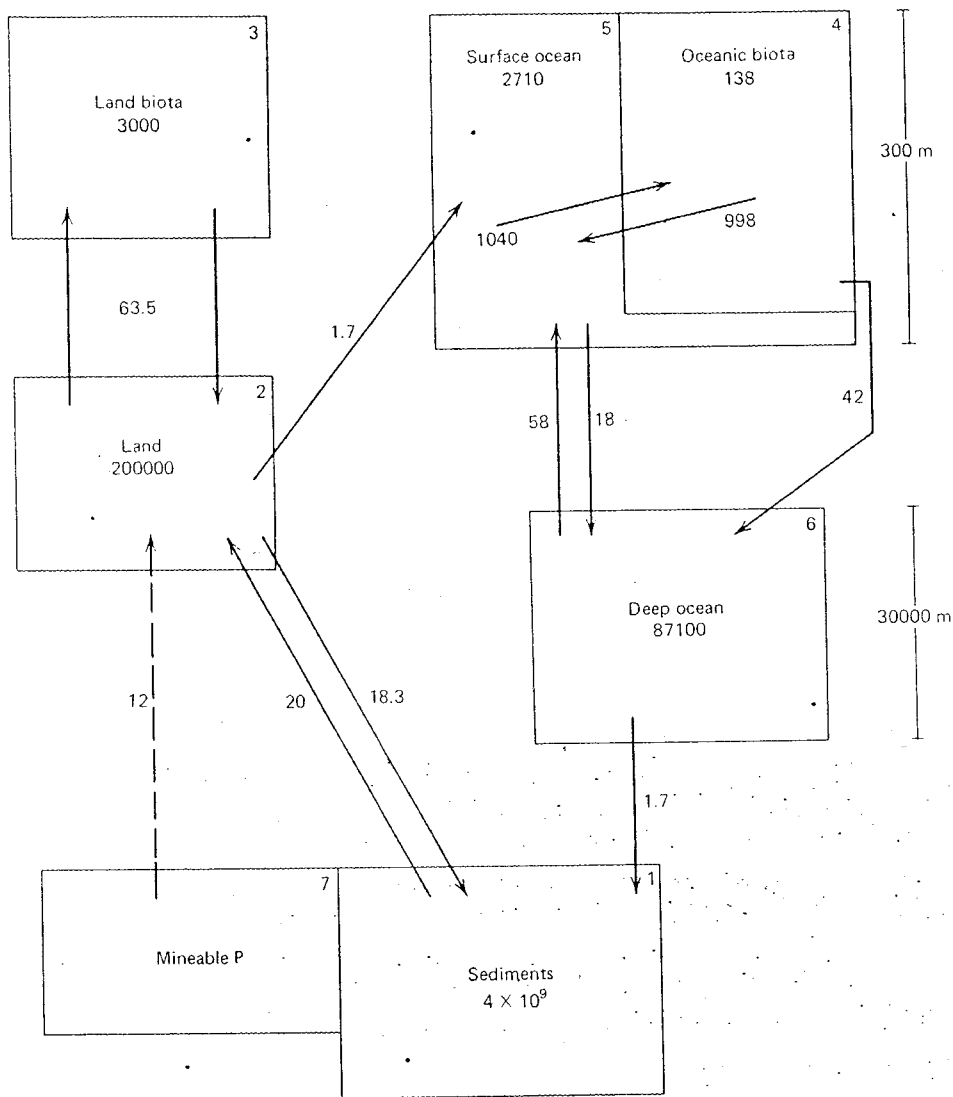 3
Land biota
3000
5
Surface ocean
2710
4
Oceanic biota
138
300 m
1040
998
63.5
1.7
2
Land
200000
58
18
42
6
Deep ocean
87100
30000 m
12
20
18.3
1.7
7
Mineable P
1
Sediments
4 × 10⁹